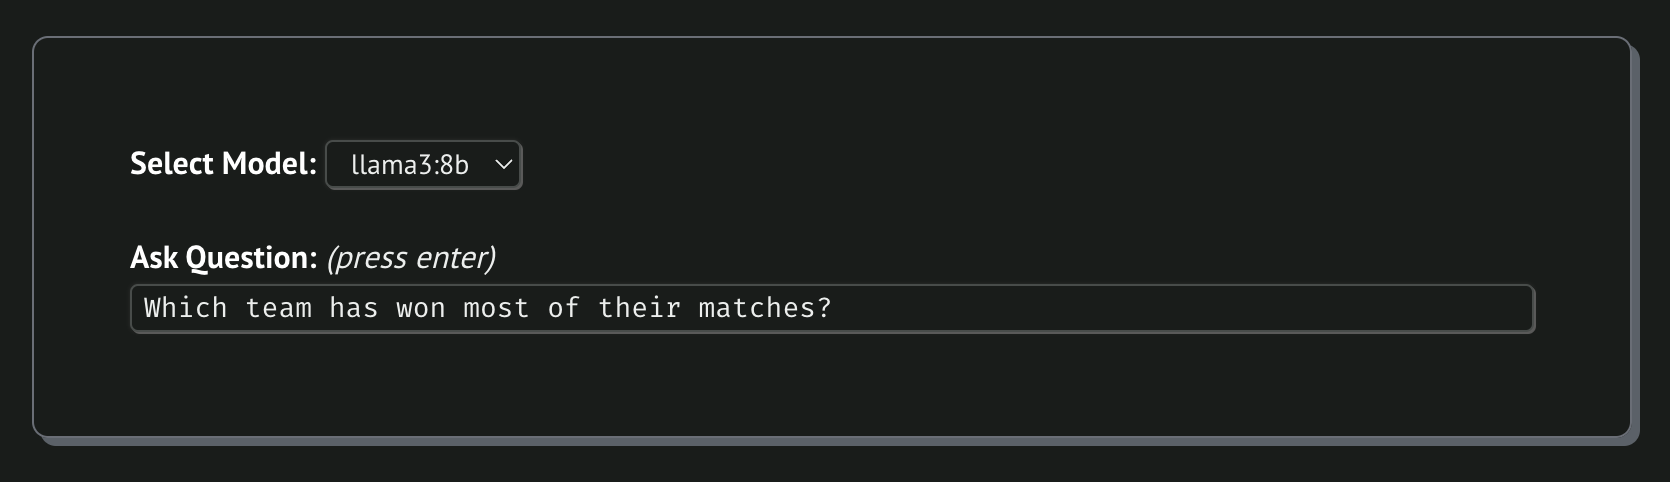 Select Model: llama3:8b
Ask Question: (press enter)
Which team has won most of their matches?